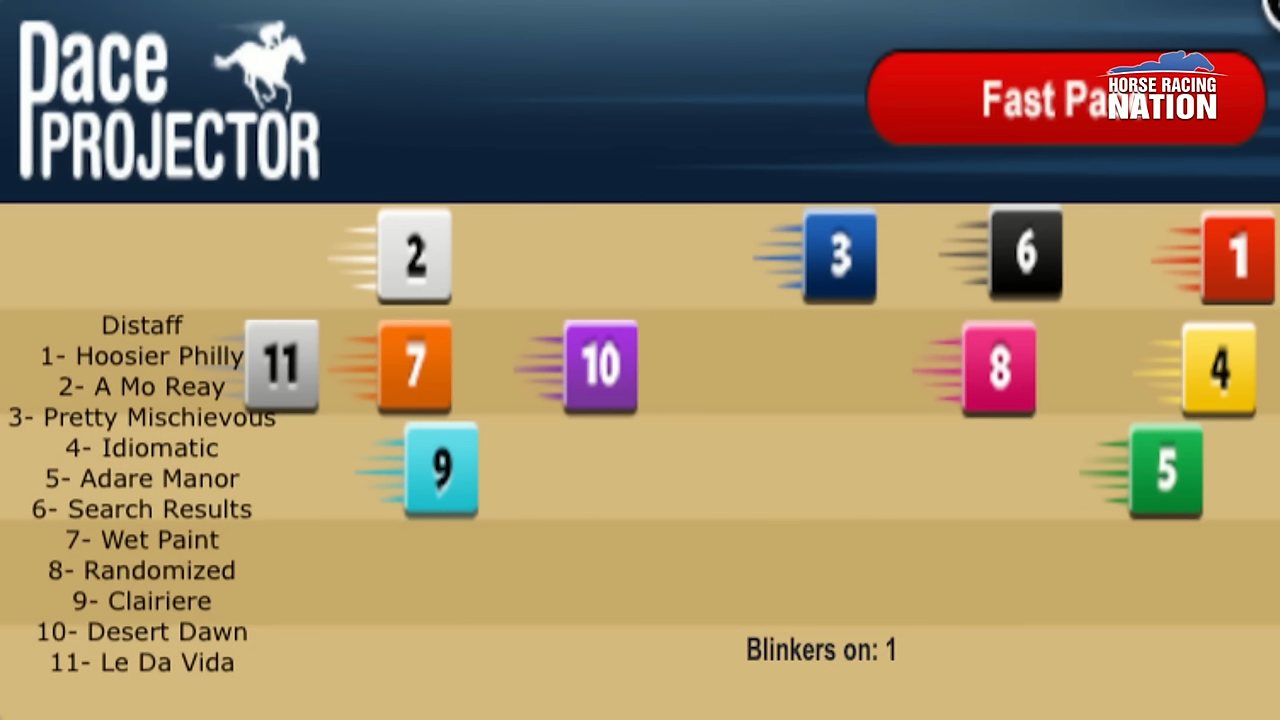 Pace
PROJECTOR
Fast Pa
HORSE RACING
NATION
2
3
6
1
11
7
10
8
4
9
5
Distaff
1- Hoosier Philly
2- A Mo Reay
3- Pretty Mischievous
4- Idiomatic
5- Adare Manor
6- Search Results
7- Wet Paint
8- Randomized
9- Clairiere
10- Desert Dawn
11- Le Da Vida
Blinkers on: 1